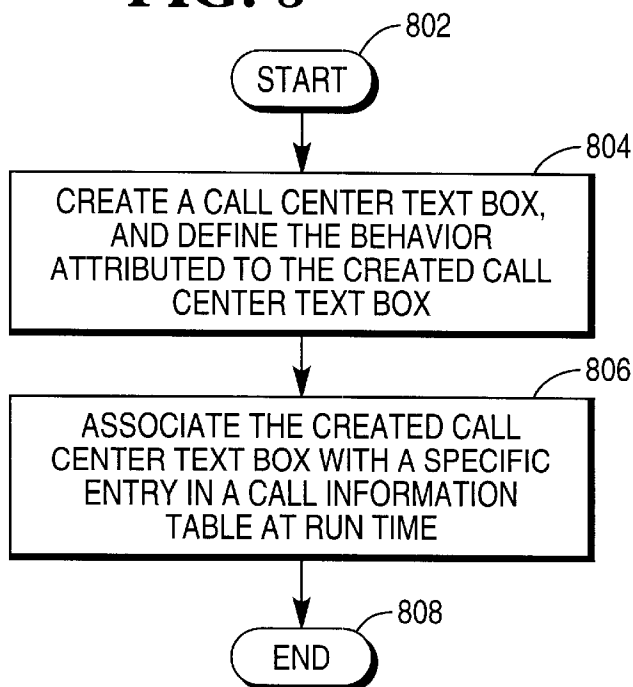 FIG. 8
802
START
804
CREATE A CALL CENTER TEXT BOX,
AND DEFINE THE BEHAVIOR
ATTRIBUTED TO THE CREATED CALL
CENTER TEXT BOX
806
ASSOCIATE THE CREATED CALL
CENTER TEXT BOX WITH A SPECIFIC
ENTRY IN A CALL INFORMATION
TABLE AT RUN TIME
808
END